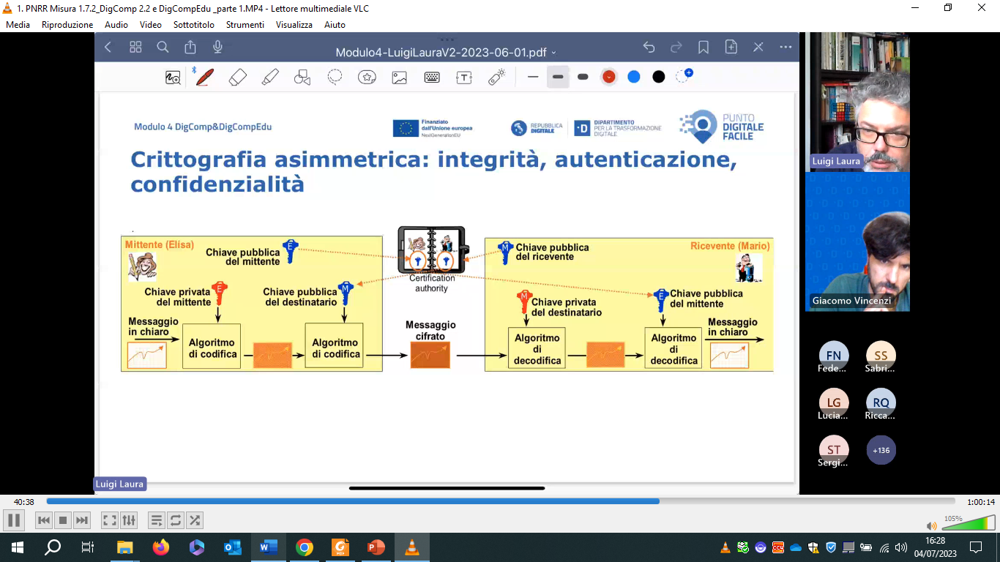 1. PNRR Misura 1.7.2_DigComp 2.2 e DigCompEdu _parte 1.MP4 - Lettore multimediale VLC
Media Riproduzione Audio Video Sottotitolo Strumenti Visualizza Aiuto
Modulo4-LuigiLauraV2-2023-06-01.pdf
Modulo 4 DigComp&DigCompEdu
Finanziato
dall'Unione europea
NextGenerationEU
REPUBBLICA
DIGITALE
DIPARTIMENTO
PER LA TRASFORMAZIONE
DIGITALE
PUNTO
DIGITALE
FACILE
Crittografia asimmetrica: integrità, autenticazione,
confidenzialità
Mittente (Elísa)
Chiave pubblica
del mittente
E
Chiave privata
del mittente
E
Chiave pubblica
del destinatario
M
Messaggio
in chiaro
Algoritmo
di codifica
Algoritmo
di codifica
Certification
authority
Messaggio
cifrato
M
Chiave pubblica
del ricevente
Ricevente (Mario)
M
Chiave privata
del destinatario
E
Chiave pubblica
del mittente
Algoritmo
di
decodifica
Algoritmo
di
decodifica
Messaggio
in chiaro
Luigi Laura
Luigi Laura
Giacomo Vincenzi
FN
Fede...
SS
Sabri...
LG
Lucia...
RQ
Ricca...
ST
Sergi...
+136
40:38
1:00:14
105%
16:28
04/07/2023